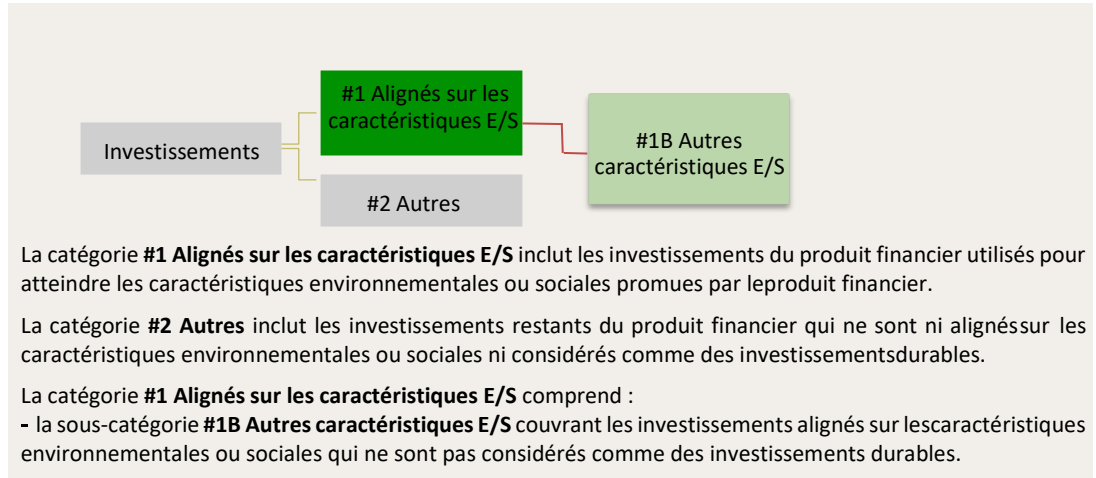 #1 Alignés sur les
caractéristiques E/S
Investissements
#1B Autres
caractéristiques E/S
#2 Autres
La catégorie #1 Alignés sur les caractéristiques E/S inclut les investissements du produit financier utilisés pour
atteindre les caractéristiques environnementales ou sociales promues par leproduit financier.
La catégorie #2 Autres inclut les investissements restants du produit financier qui ne sont ni alignéssur les
caractéristiques environnementales ou sociales ni considérés comme des investissementsdurables.
La catégorie #1 Alignés sur les caractéristiques E/S comprend :
- la sous-catégorie #1B Autres caractéristiques E/S couvrant les investissements alignés sur lescaractéristiques
environnementales ou sociales qui ne sont pas considérés comme des investissements durables.